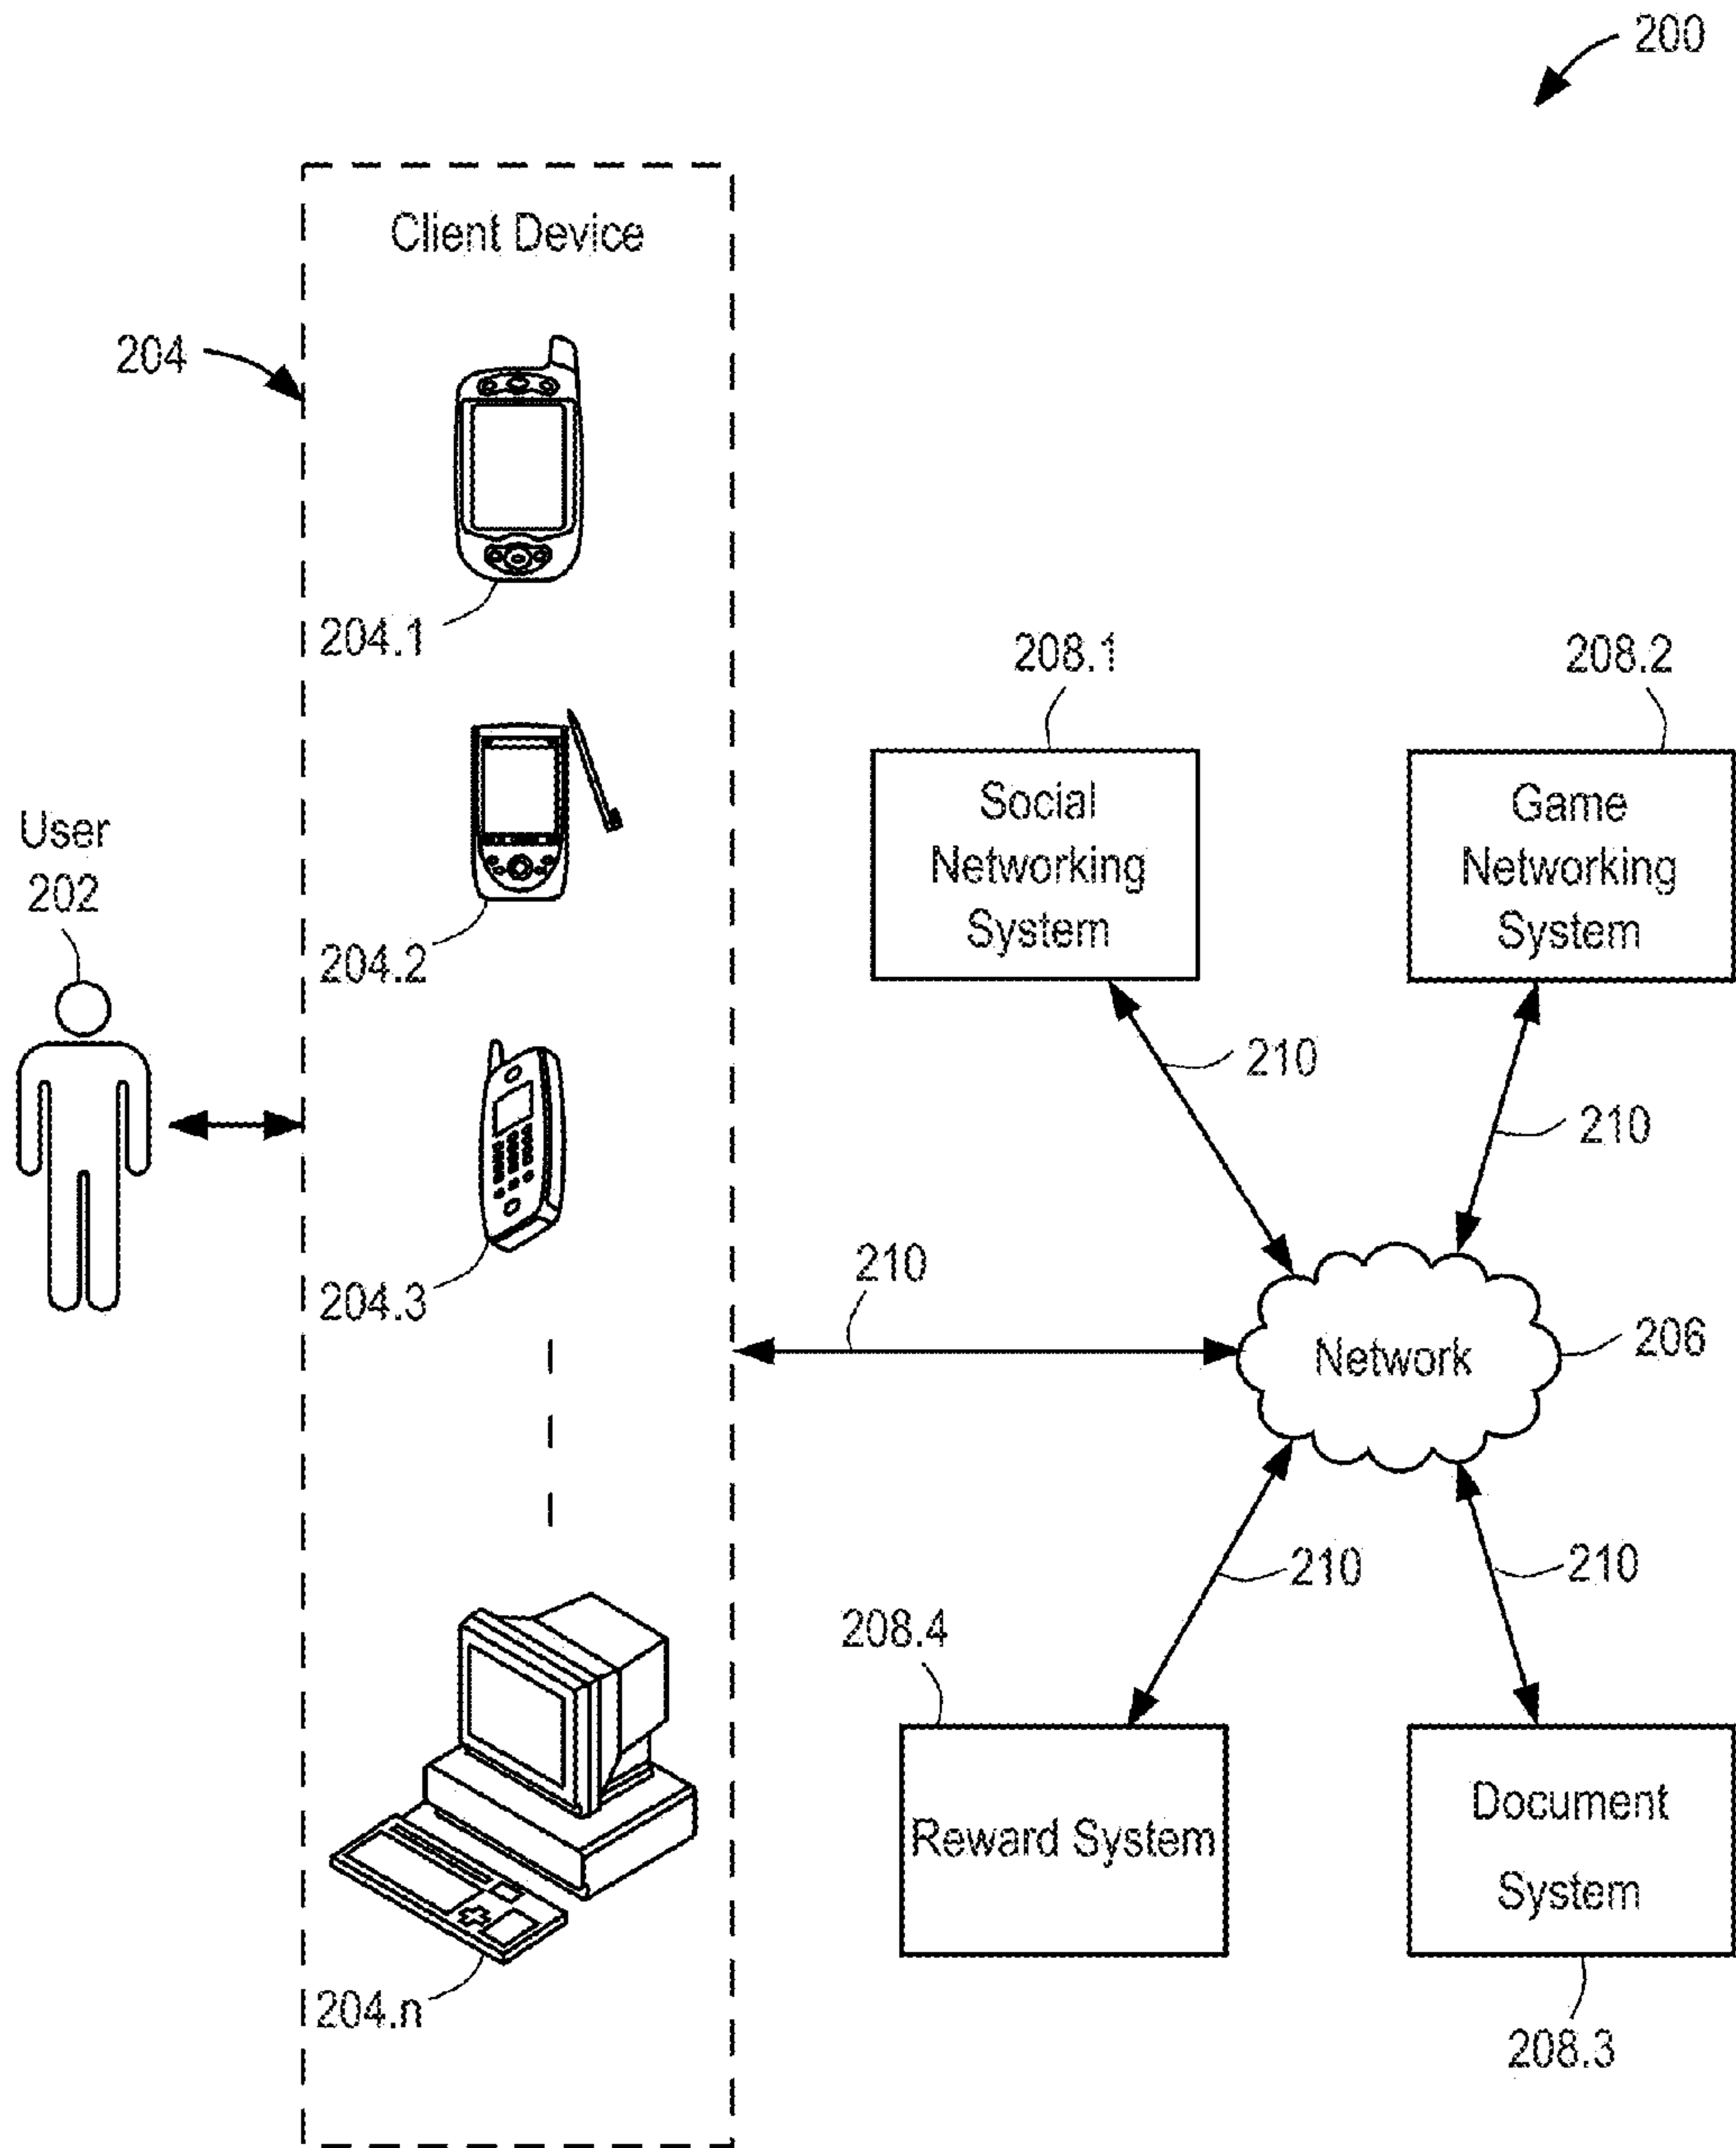 200
Client Device
204
204.1
208.1
208.2
Social
Networking
System
Game
Networking
System
User
202
204.2
210
210
204.3
210
Network
206
210
210
208.4
Reward System
Document
System
204.n
208.3